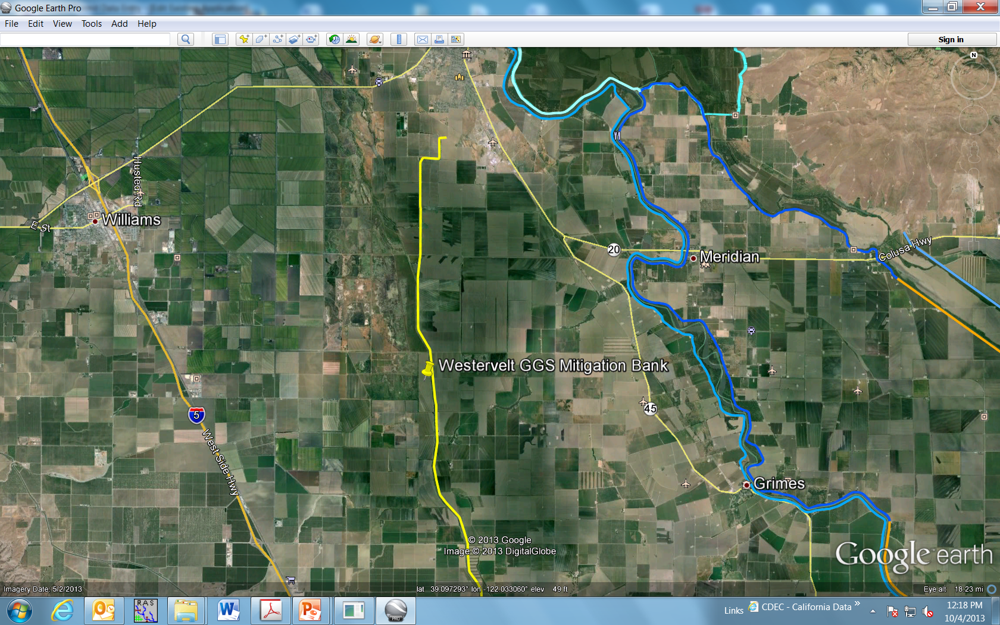 Google Earth Pro
File Edit View Tools Add Help
Sign in
N
Husted Rd
Williams
E St
20
Meridian
Colusa Hwy
Westervelt GGS Mitigation Bank
45
5
West Side Hwy
Grimes
© 2013 Google
Image © 2013 DigitalGlobe
Google earth
Imagery Date: 5/2/2013
lat 39.097293° lon -122.033060° elev 49 ft
Eye alt 18.23 mi
RAS
PRO
Links
CDEC - California Data
12:18 PM
10/4/2013